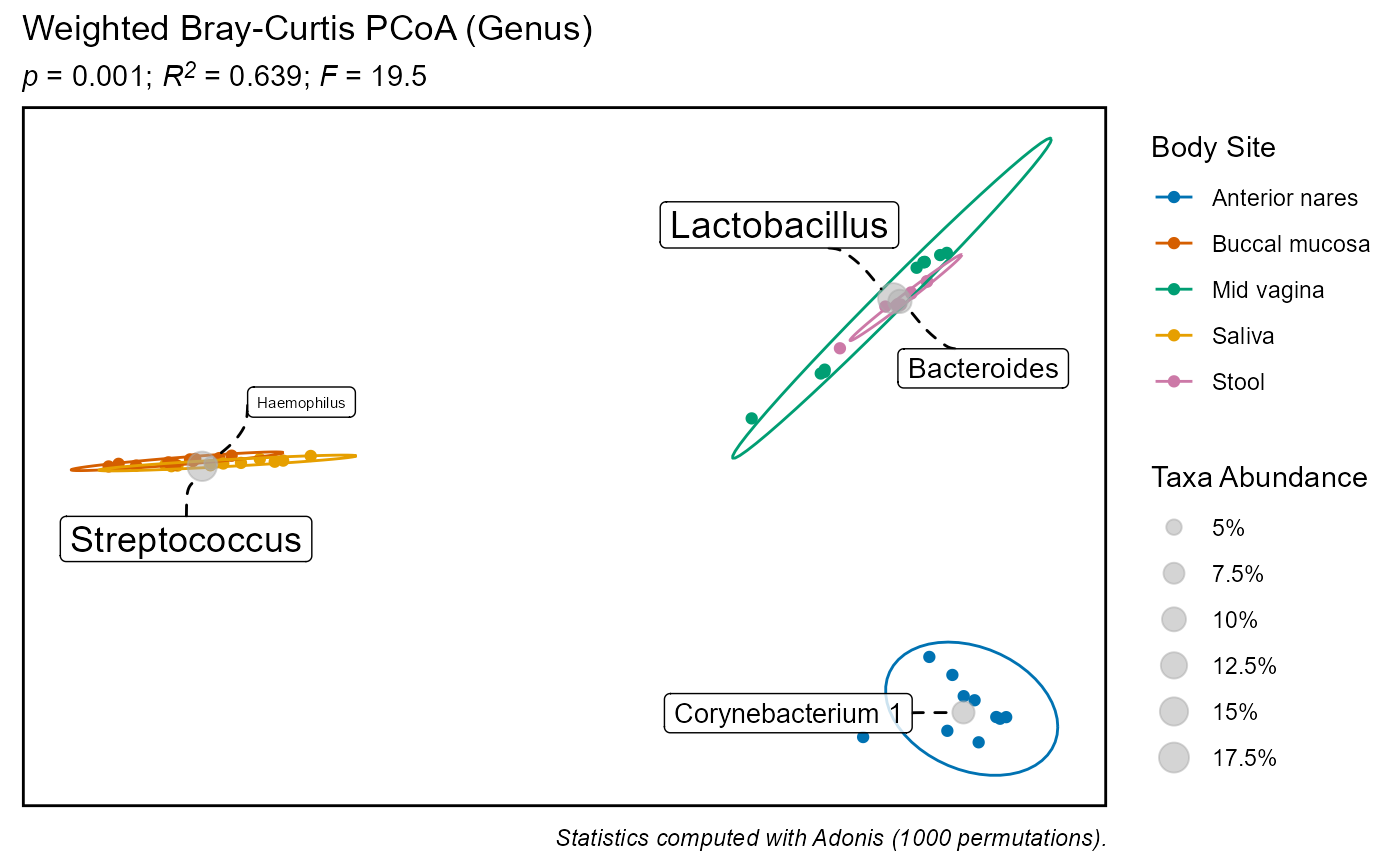 Weighted Bray-Curtis PCoA (Genus)
p = 0.001; R² = 0.639; F = 19.5
Lactobacillus
Bacteroides
Haemophilus
Streptococcus
Corynebacterium 1
Body Site
Anterior nares
Buccal mucosa
Mid vagina
Saliva
Stool
Taxa Abundance
5%
7.5%
10%
12.5%
15%
17.5%
Statistics computed with Adonis (1000 permutations).